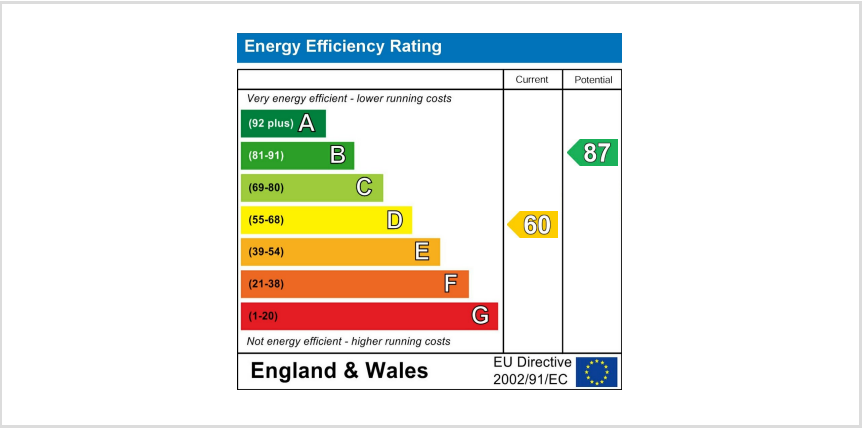 Energy Efficiency Rating
Current Potential
Very energy efficient - lower running costs
(92 plus) A
(81-91) B
87
(69-80) C
(55-68) D
60
(39-54) E
(21-38) F
(1-20) G
Not energy efficient - higher running costs
England & Wales
EU Directive
2002/91/EC